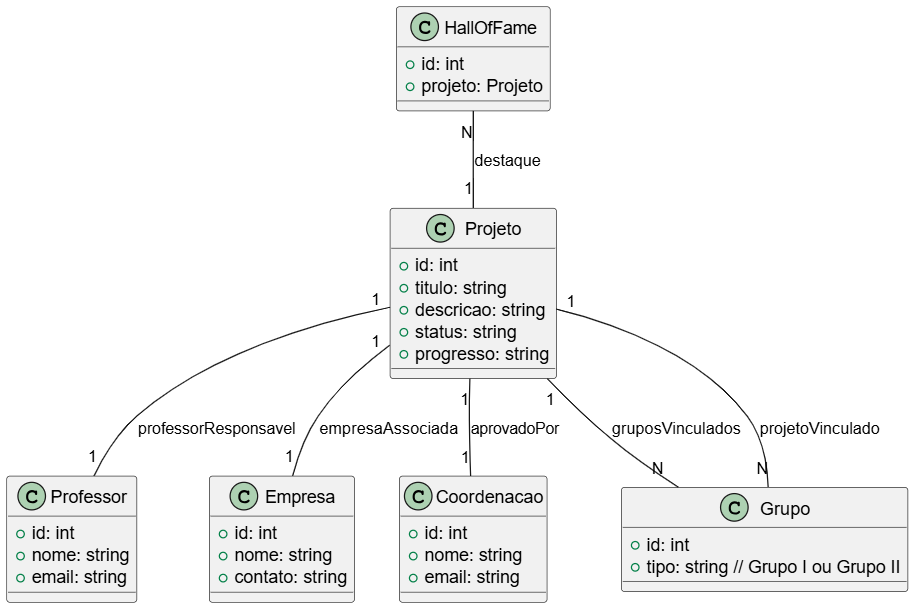 C HallOfFame
id: int
projeto: Projeto
N
destaque
1
C Projeto
id: int
titulo: string
descricao: string
status: string
progresso: string
1
1
1
1
1
professorResponsavel
empresaAssociada
aprovadoPor
gruposVinculados
projetoVinculado
1
1
1
N
N
C Professor
id: int
nome: string
email: string
C Empresa
id: int
nome: string
contato: string
C Coordenacao
id: int
nome: string
email: string
C Grupo
id: int
tipo: string // Grupo I ou Grupo II